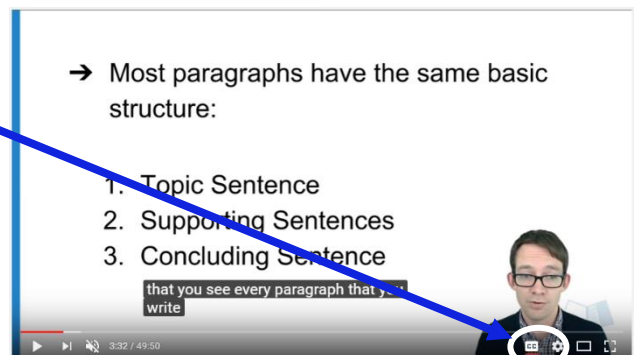 ➔ Most paragraphs have the same basic
structure:
1. Topic Sentence
2. Supporting Sentences
3. Concluding Sentence
that you see every paragraph that you
write
3:32 / 49:50
CC